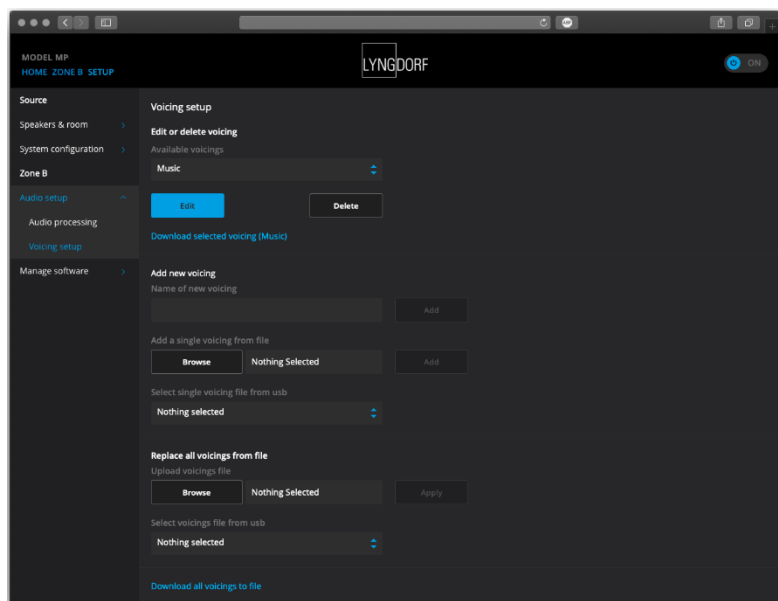 MODEL MP
HOME ZONE B SETUP
LYNGDORF
ON
Source
Speakers & room
System configuration
Zone B
Audio setup
Audio processing
Voicing setup
Manage software
Voicing setup
Edit or delete voicing
Available voicings
Music
Edit Delete
Download selected voicing (Music)
Add new voicing
Name of new voicing
Add
Add a single voicing from file
Browse Nothing Selected Add
Select single voicing file from usb
Nothing selected
Replace all voicings from file
Upload voicings file
Browse Nothing Selected Apply
Select voicings file from usb
Nothing selected
Download all voicings to file